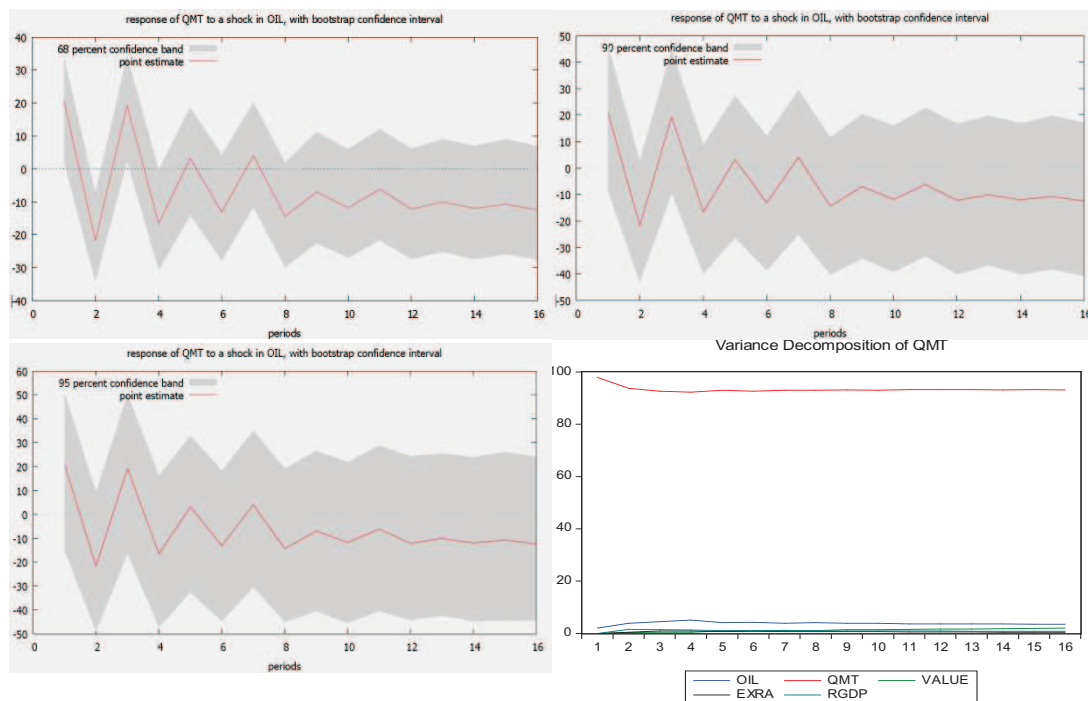 response of QMT to a shock in OIL, with bootstrap confidence interval
40
30
20
10
0
-10
-20
-30
-40
68 percent confidence band
point estimate
0 2 4 6 8 10 12 14 16
periods
response of QMT to a shock in OIL, with bootstrap confidence interval
50
40
30
20
10
0
-10
-20
-30
-40
-50
90 percent confidence band
point estimate
0 2 4 6 8 10 12 14 16
periods
response of QMT to a shock in OIL, with bootstrap confidence interval
60
50
40
30
20
10
0
-10
-20
-30
-40
-50
95 percent confidence band
point estimate
0 2 4 6 8 10 12 14 16
periods
Variance Decomposition of QMT
100
80
60
40
20
0
1 2 3 4 5 6 7 8 9 10 11 12 13 14 15 16
OIL QMT VALUE
EXRA RGDP